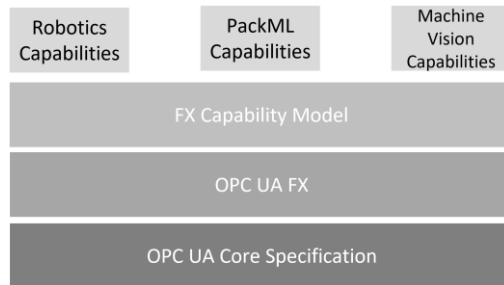 Robotics
Capabilities
PackML
Capabilities
Machine
Vision
Capabilities
FX Capability Model
OPC UA FX
OPC UA Core Specification